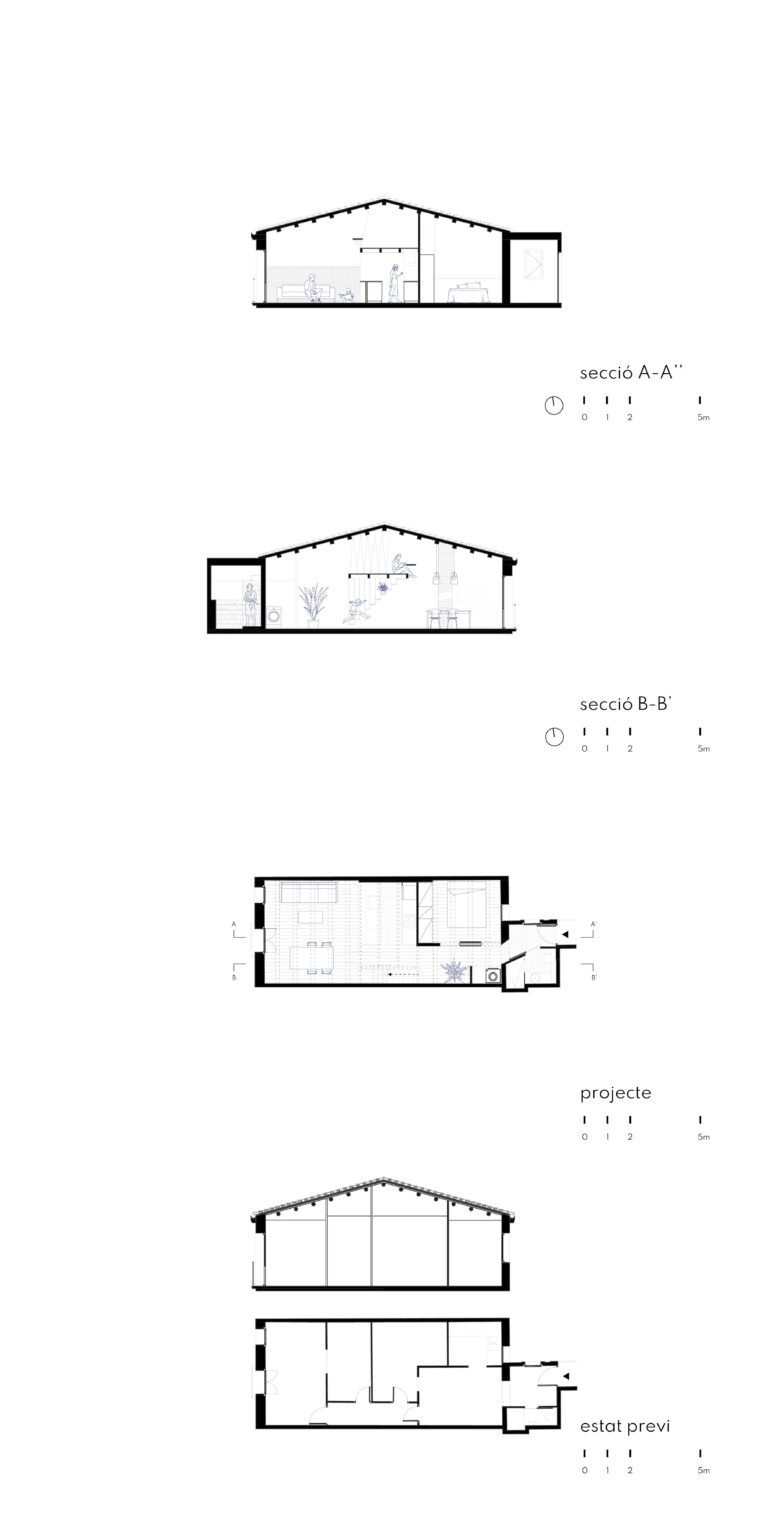 secció A-A’’
0 1 2 5m
secció B-B’
0 1 2 5m
A A'
B B'
projecte
0 1 2 5m
estat previ
0 1 2 5m